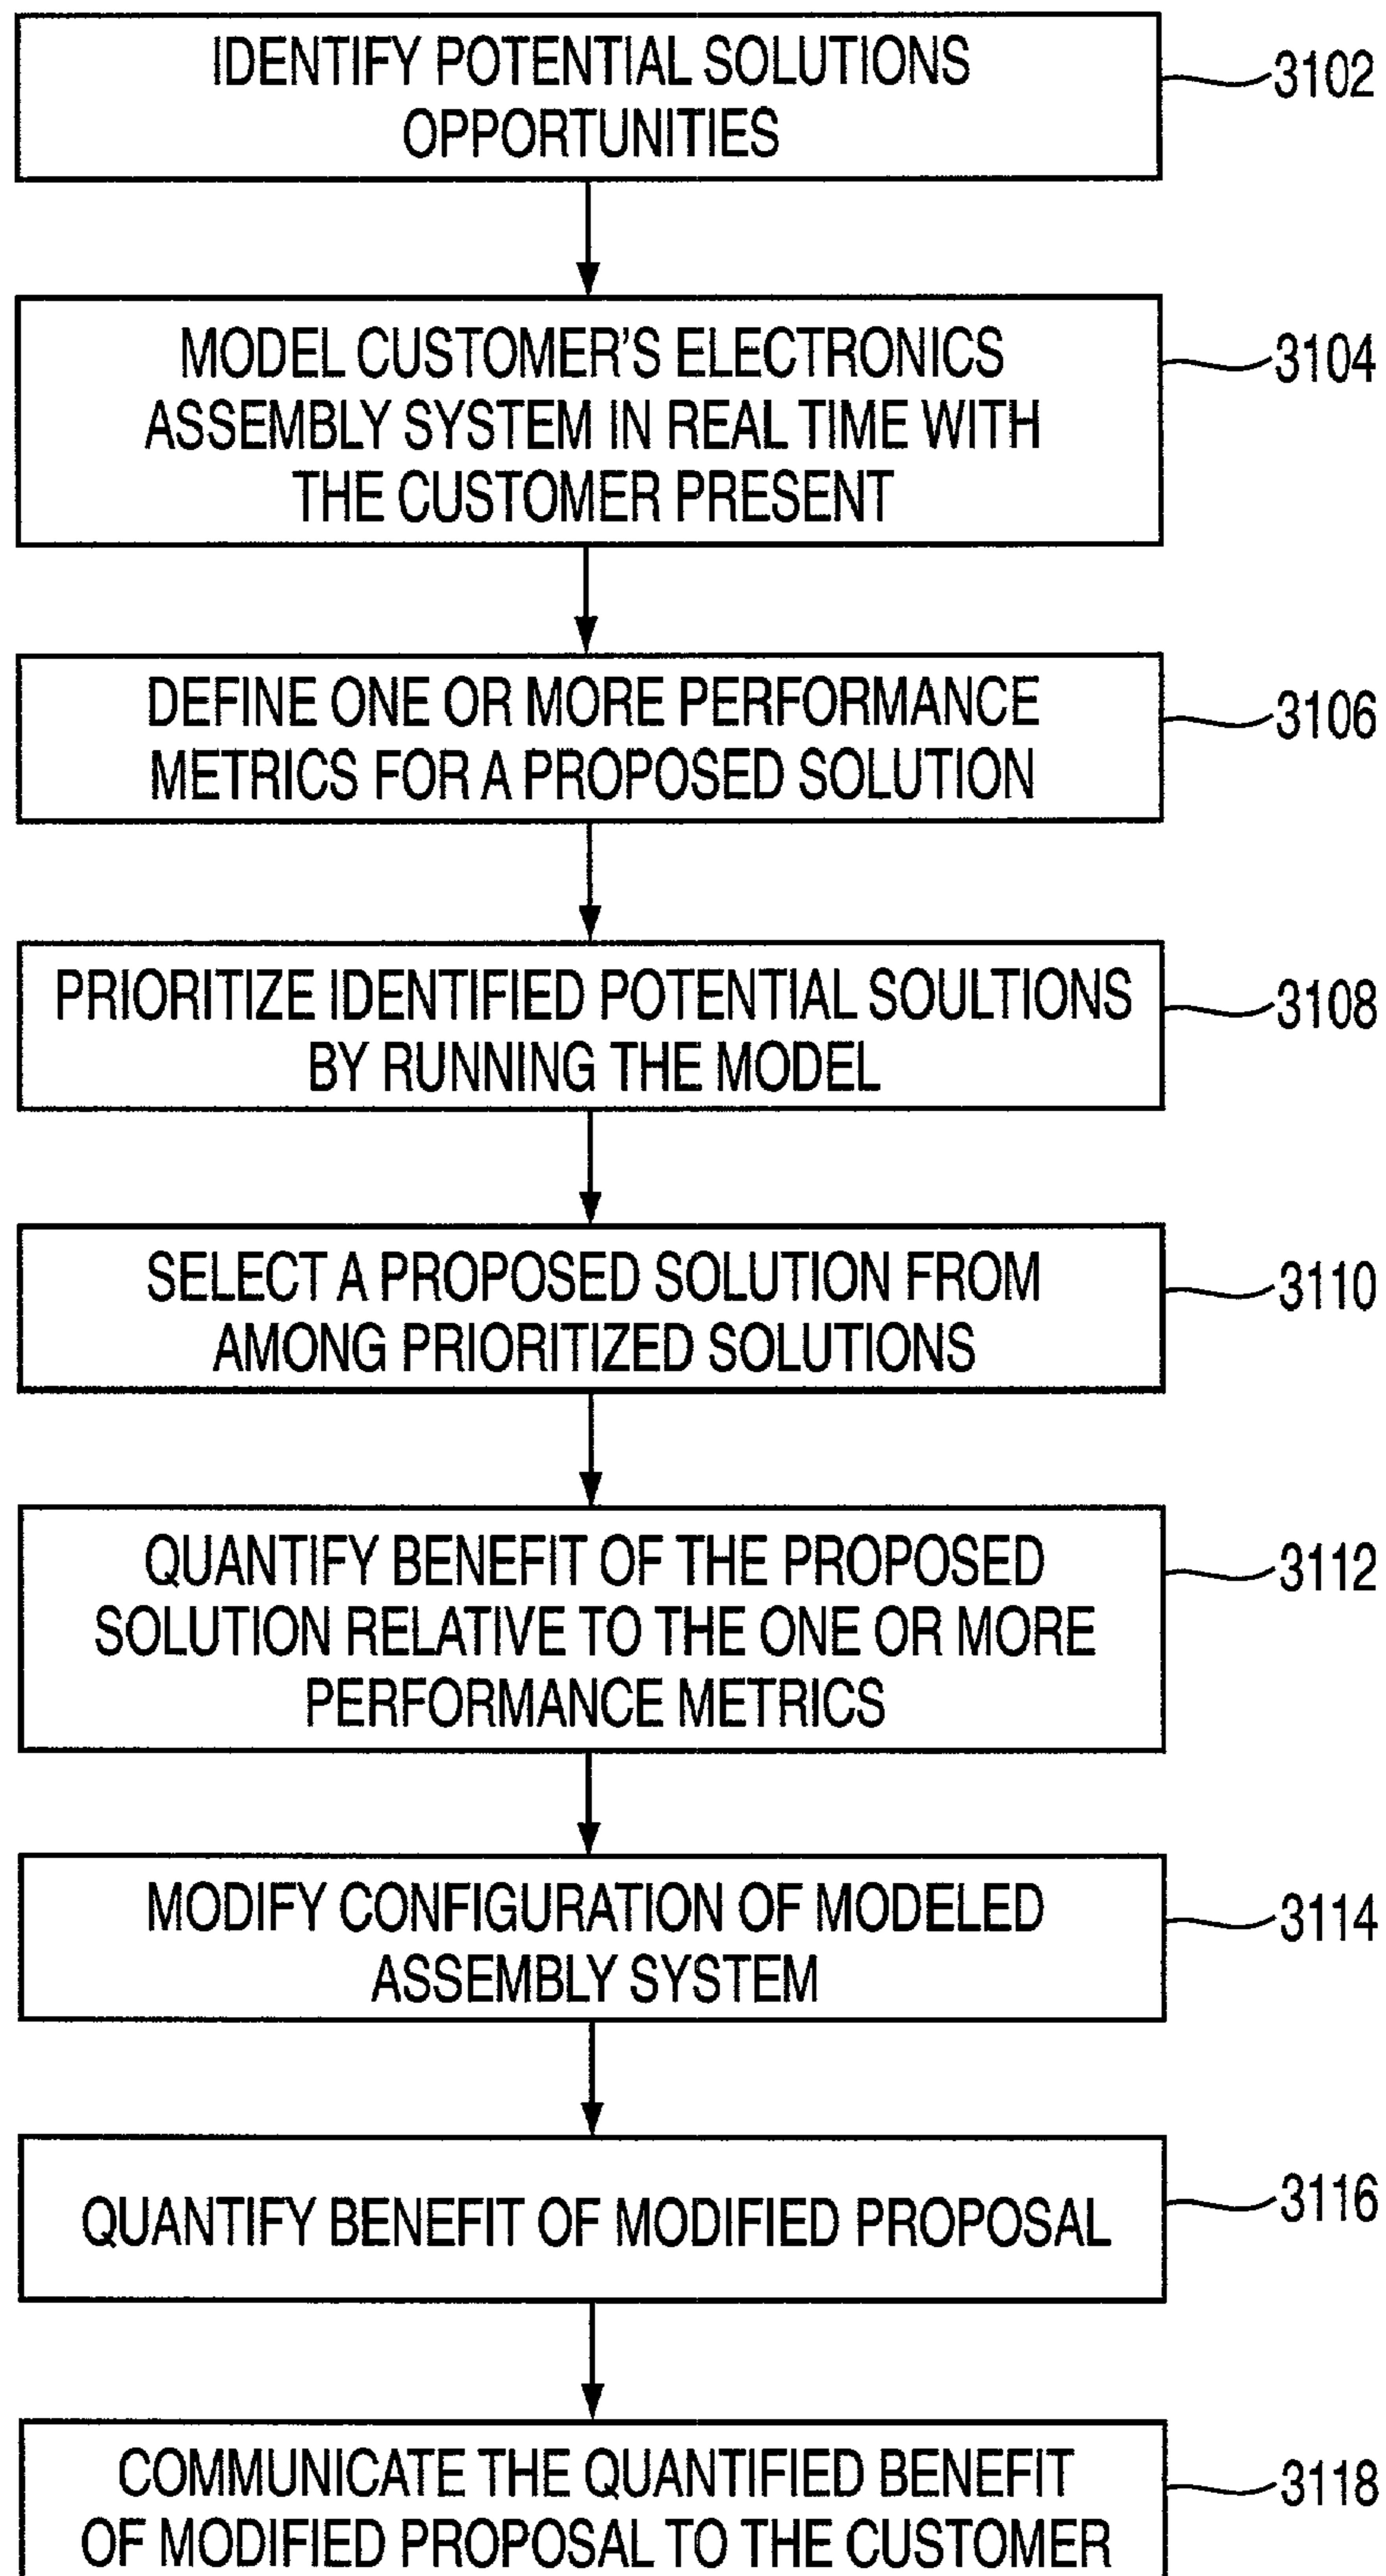 IDENTIFY POTENTIAL SOLUTIONS
OPPORTUNITIES
3102
MODEL CUSTOMER'S ELECTRONICS
ASSEMBLY SYSTEM IN REAL TIME WITH
THE CUSTOMER PRESENT
3104
DEFINE ONE OR MORE PERFORMANCE
METRICS FOR A PROPOSED SOLUTION
3106
PRIORITIZE IDENTIFIED POTENTIAL SOULTIONS
BY RUNNING THE MODEL
3108
SELECT A PROPOSED SOLUTION FROM
AMONG PRIORITIZED SOLUTIONS
3110
QUANTIFY BENEFIT OF THE PROPOSED
SOLUTION RELATIVE TO THE ONE OR MORE
PERFORMANCE METRICS
3112
MODIFY CONFIGURATION OF MODELED
ASSEMBLY SYSTEM
3114
QUANTIFY BENEFIT OF MODIFIED PROPOSAL
3116
COMMUNICATE THE QUANTIFIED BENEFIT
OF MODIFIED PROPOSAL TO THE CUSTOMER
3118